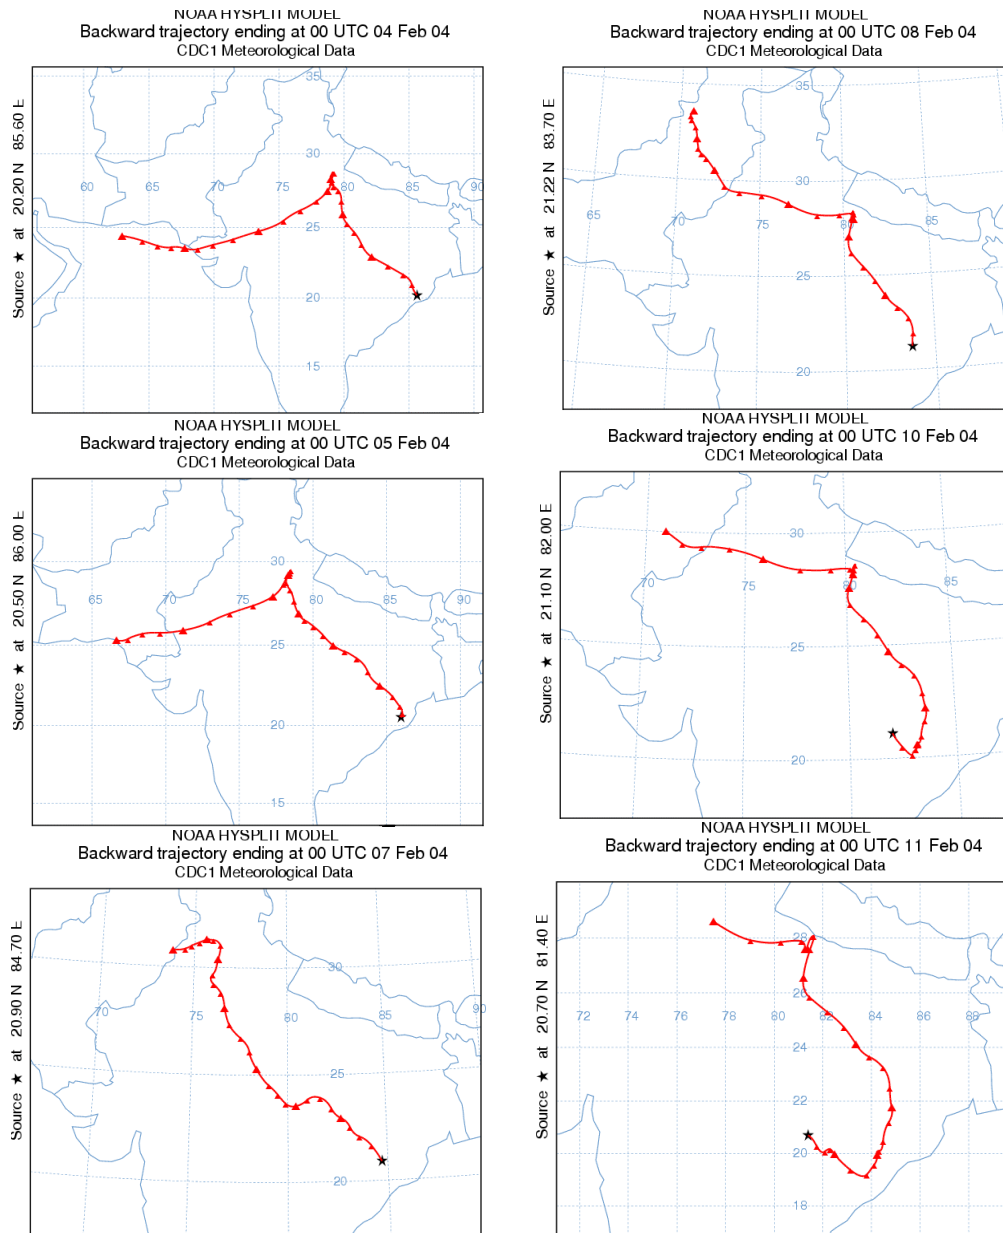 NOAA HYSPLIT MODEL
Backward trajectory ending at 00 UTC 04 Feb 04
CDC1 Meteorological Data
Source ★ at 20.20 N 85.60 E
35
30
60
65
70
75
80
85
90
25
20
15
NOAA HYSPLIT MODEL
Backward trajectory ending at 00 UTC 08 Feb 04
CDC1 Meteorological Data
Source ★ at 21.22 N 83.70 E
35
30
65
70
75
80
85
25
20
NOAA HYSPLIT MODEL
Backward trajectory ending at 00 UTC 05 Feb 04
CDC1 Meteorological Data
Source ★ at 20.50 N 86.00 E
30
65
70
75
80
85
90
25
20
15
NOAA HYSPLIT MODEL
Backward trajectory ending at 00 UTC 10 Feb 04
CDC1 Meteorological Data
Source ★ at 21.10 N 82.00 E
30
70
75
80
85
25
20
NOAA HYSPLIT MODEL
Backward trajectory ending at 00 UTC 07 Feb 04
CDC1 Meteorological Data
Source ★ at 20.90 N 84.70 E
30
70
75
80
85
90
25
20
NOAA HYSPLIT MODEL
Backward trajectory ending at 00 UTC 11 Feb 04
CDC1 Meteorological Data
Source ★ at 20.70 N 81.40 E
28
26
72
74
76
78
80
82
84
86
88
24
22
20
18